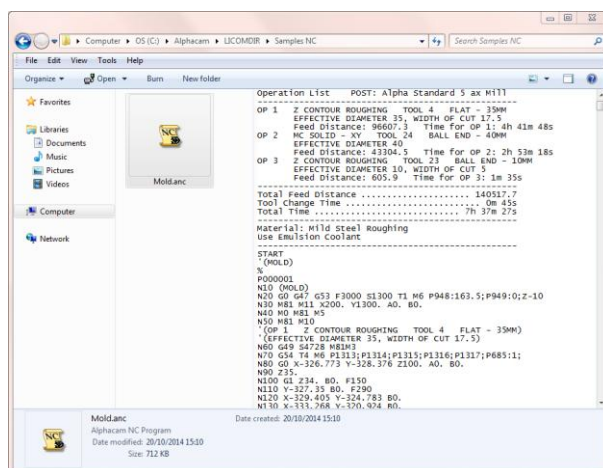 Computer ▸ OS (C:) ▸ Alphacam ▸ LICOMDIR ▸ Samples NC
Search Samples NC
File Edit View Tools Help
Organize Open Burn New folder
Favorites
Libraries
Documents
Music
Pictures
Videos
Computer
Network
NC
Mold.anc
Operation List POST: Alpha Standard 5 ax Mill
----------------------------------------------------
OP 1 Z CONTOUR ROUGHING TOOL 4 FLAT - 35MM
EFFECTIVE DIAMETER 35, WIDTH OF CUT 17.5
Feed Distance: 96607.3 Time for OP 1: 4h 41m 48s
OP 2 MC SOLID - XY TOOL 24 BALL END - 40MM
EFFECTIVE DIAMETER 40
Feed Distance: 43304.5 Time for OP 2: 2h 53m 18s
OP 3 Z CONTOUR ROUGHING TOOL 23 BALL END - 10MM
EFFECTIVE DIAMETER 10, WIDTH OF CUT 5
Feed Distance: 605.9 Time for OP 3: 1m 35s
----------------------------------------------------
Total Feed Distance ..................... 140517.7
Tool Change Time ........................ 0m 45s
Total Time ............................ 7h 37m 27s
----------------------------------------------------
Material: Mild Steel Roughing
Use Emulsion Coolant
----------------------------------------------------
START
'(MOLD)
%
P000001
N10 (MOLD)
N20 G0 G47 G53 F3000 S1300 T1 M6 P948:163.5;P949:0;Z-10
N30 M81 M11 X200. Y1300. A0. B0.
N40 M0 M81 M5
N50 M81 M10
'(OP 1 Z CONTOUR ROUGHING TOOL 4 FLAT - 35MM)
'(EFFECTIVE DIAMETER 35, WIDTH OF CUT 17.5)
N60 G49 S4728 M81M3
N70 G54 T4 M6 P1313;P1314;P1315;P1316;P1317;P685:1;
N80 G0 X-326.773 Y-328.376 Z100. A0. B0.
N90 Z35.
N100 G1 Z34. B0. F150
N110 Y-327.35 B0. F290
N120 X-329.405 Y-324.783 B0.
N130 X-333.268 Y-320.924 B0.
Mold.anc
Date created: 20/10/2014 15:10
Alphacam NC Program
Date modified: 20/10/2014 15:10
Size: 712 KB